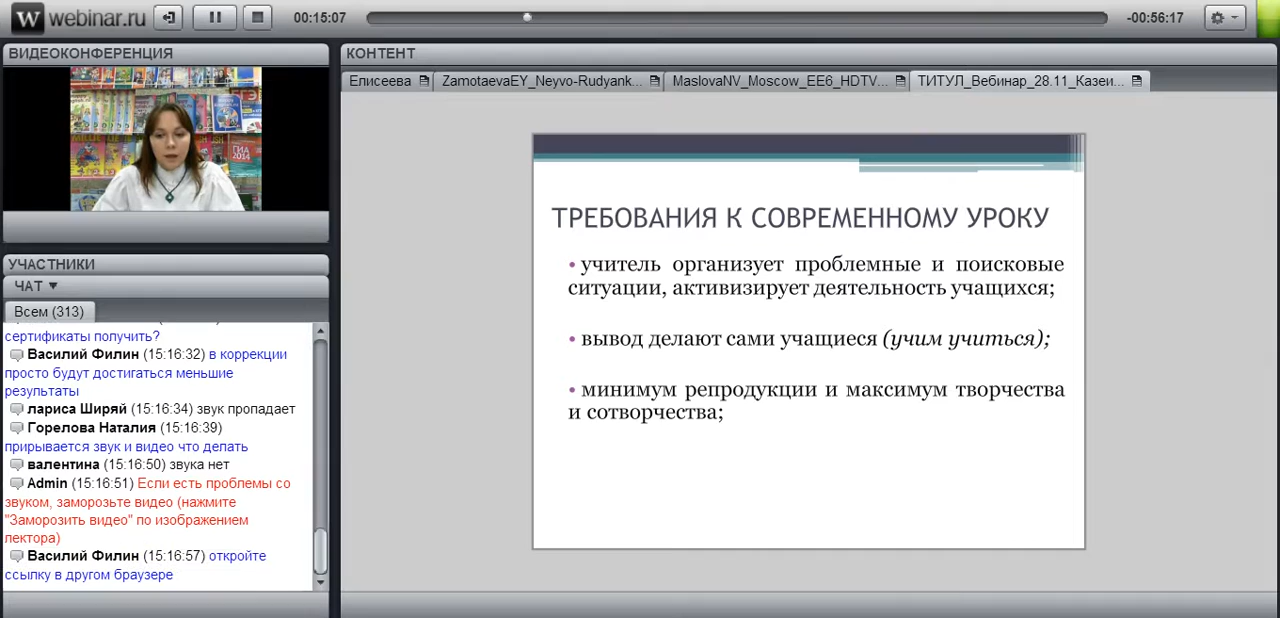 webinar.ru
00:15:07
-00:56:17
ВИДЕОКОНФЕРЕНЦИЯ
ГИА
2014
УЧАСТНИКИ
ЧАТ
Всем (313)
сертификаты получить?
Василий Филин (15:16:32) в коррекции
просто будут достигаться меньшие
результаты
лариса Ширяй (15:16:34) звук пропадает
Горелова Наталия (15:16:39)
прирывается звук и видео что делать
валентина (15:16:50) звука нет
Admin (15:16:51) Если есть проблемы со
звуком, заморозьте видео (нажмите
"Заморозить видео" по изображением
лектора)
Василий Филин (15:16:57) откройте
ссылку в другом браузере
КОНТЕНТ
Елисеева
ZamotaevaEY_Neyvo-Rudyank...
MaslovaNV_Moscow_EE6_HDTV...
ТИТУЛ_Вебинар_28.11_Казеи...
ТРЕБОВАНИЯ К СОВРЕМЕННОМУ УРОКУ
• учитель организует проблемные и поисковые
ситуации, активизирует деятельность учащихся;
• вывод делают сами учащиеся (учим учиться);
• минимум репродукции и максимум творчества
и сотворчества;